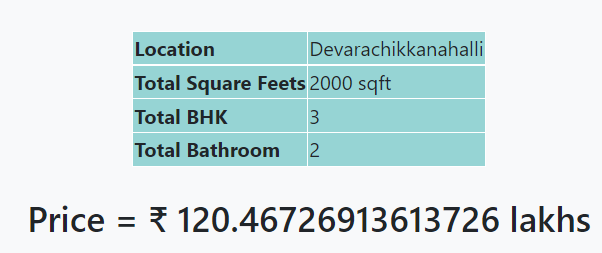 Location Devarachikkanahalli
Total Square Feets 2000 sqft
Total BHK 3
Total Bathroom 2
Price = ₹ 120.46726913613726 lakhs